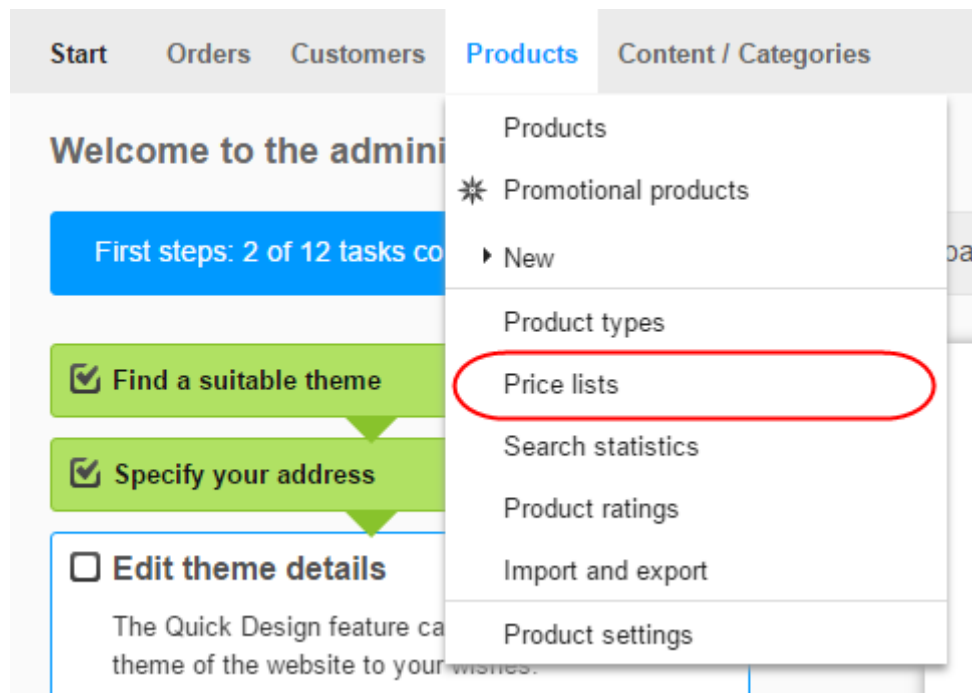 Start Orders Customers Products Content / Categories
Welcome to the admini
First steps: 2 of 12 tasks co
Find a suitable theme
Specify your address
Edit theme details
The Quick Design feature ca
theme of the website to your wishes.
Products
Promotional products
New
Product types
Price lists
Search statistics
Product ratings
Import and export
Product settings